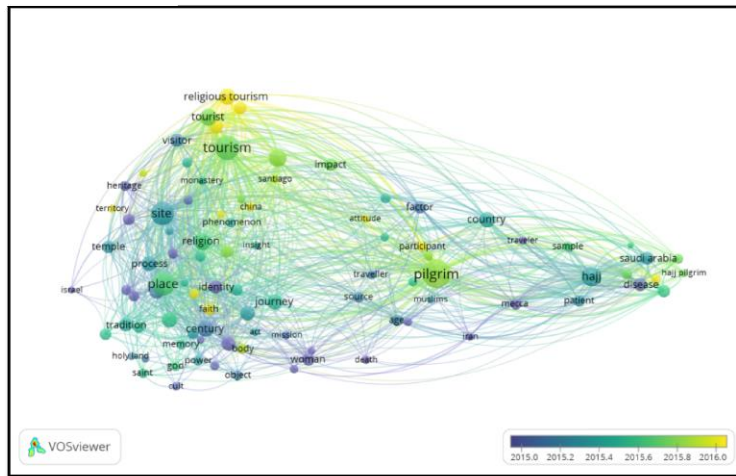 religious tourism
tourist
visitor
tourism
impact
monastery
santiago
heritage
territory
site
china
phenomenon
attitude
factor
country
temple
religion
insight
participant
traveler
sample
process
saudi arabia
pilgrim
hajj
hajj pilgrim
disease
israel
place
identity
traveller
source
muslims
mecca
patient
journey
faith
tradition
century
art
age
memory
mission
iran
holy land
power
body
woman
death
saint
god
object
cult
VOSviewer
2015.0 2015.2 2015.4 2015.6 2015.8 2016.0